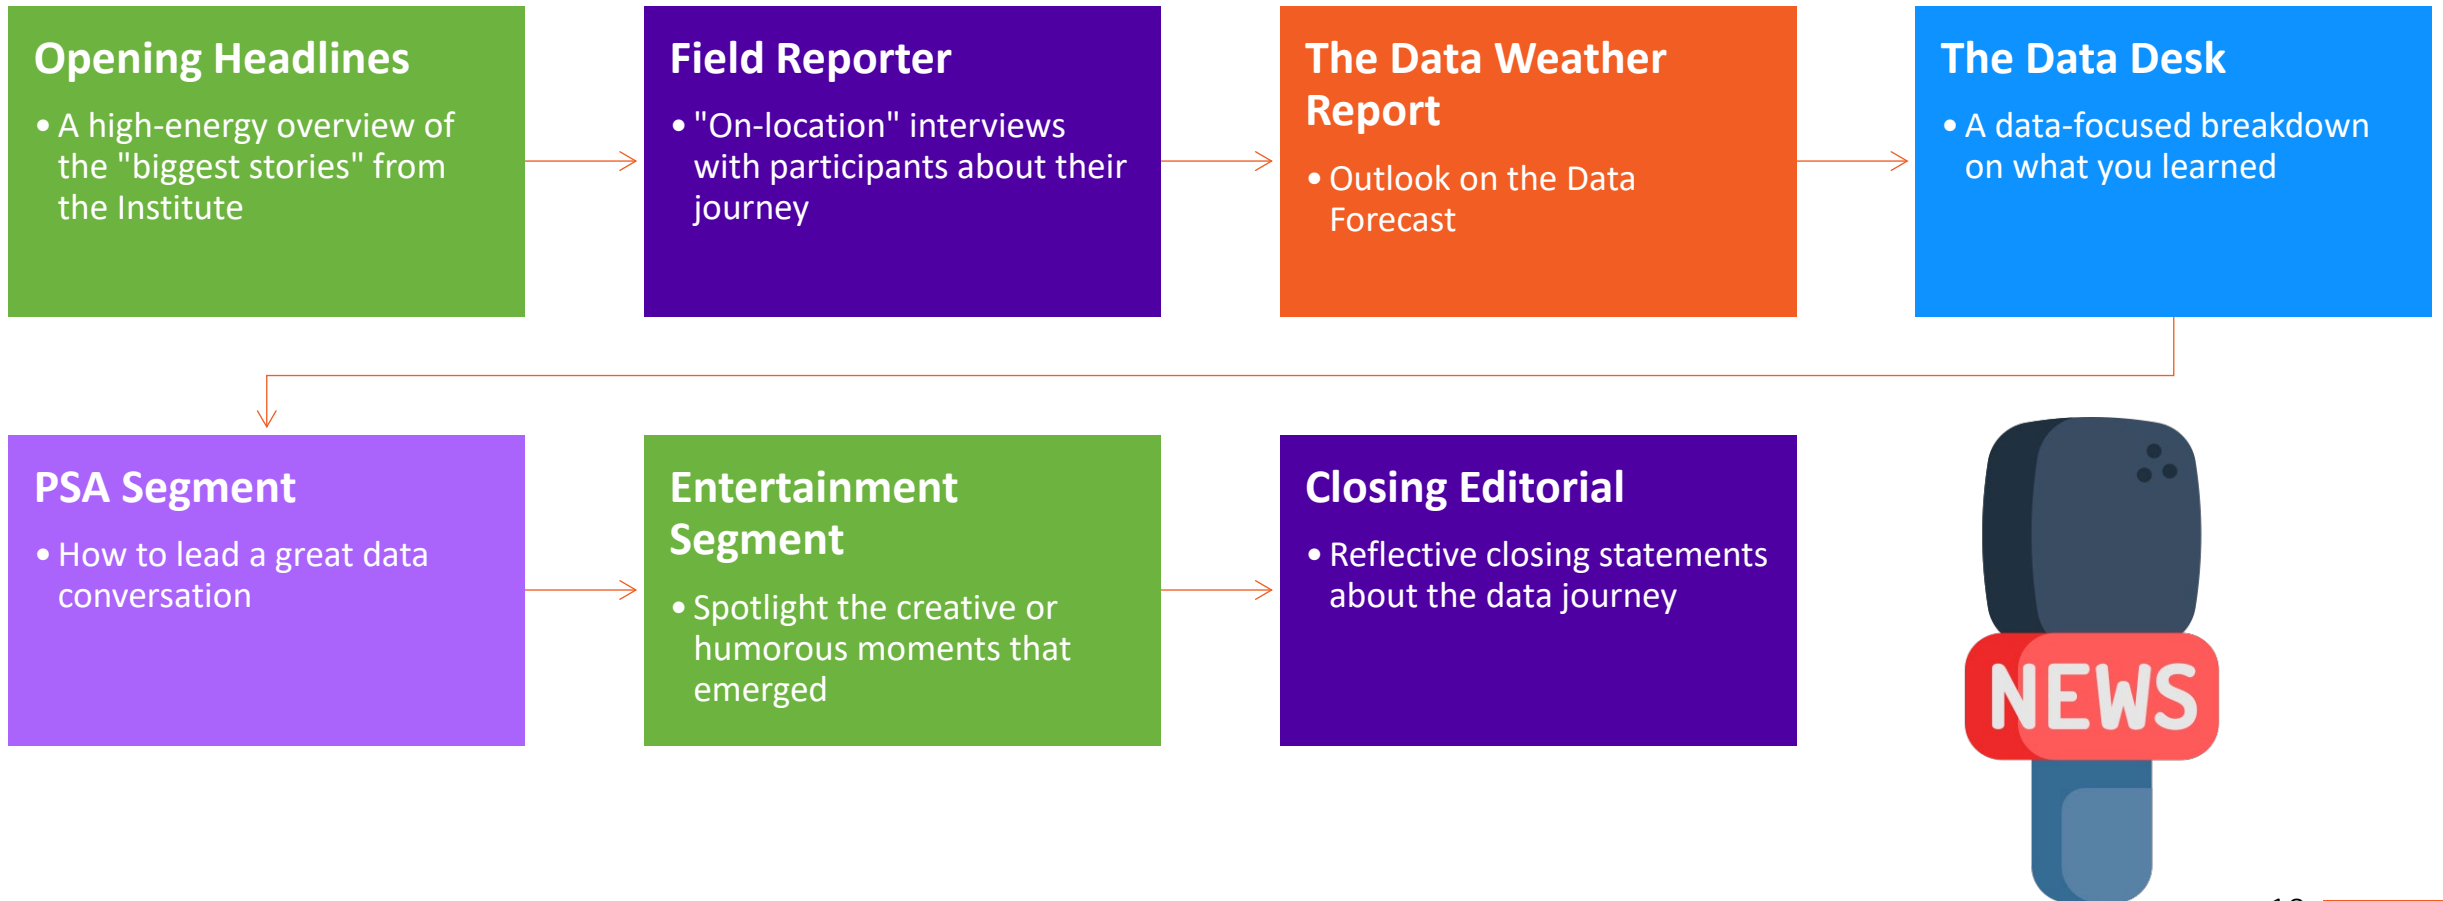 Opening Headlines
• A high-energy overview of
the "biggest stories" from
the Institute
Field Reporter
• "On-location" interviews
with participants about their
journey
The Data Weather
Report
• Outlook on the Data
Forecast
The Data Desk
• A data-focused breakdown
on what you learned
PSA Segment
• How to lead a great data
conversation
Entertainment
Segment
• Spotlight the creative or
humorous moments that
emerged
Closing Editorial
• Reflective closing statements
about the data journey
NEWS